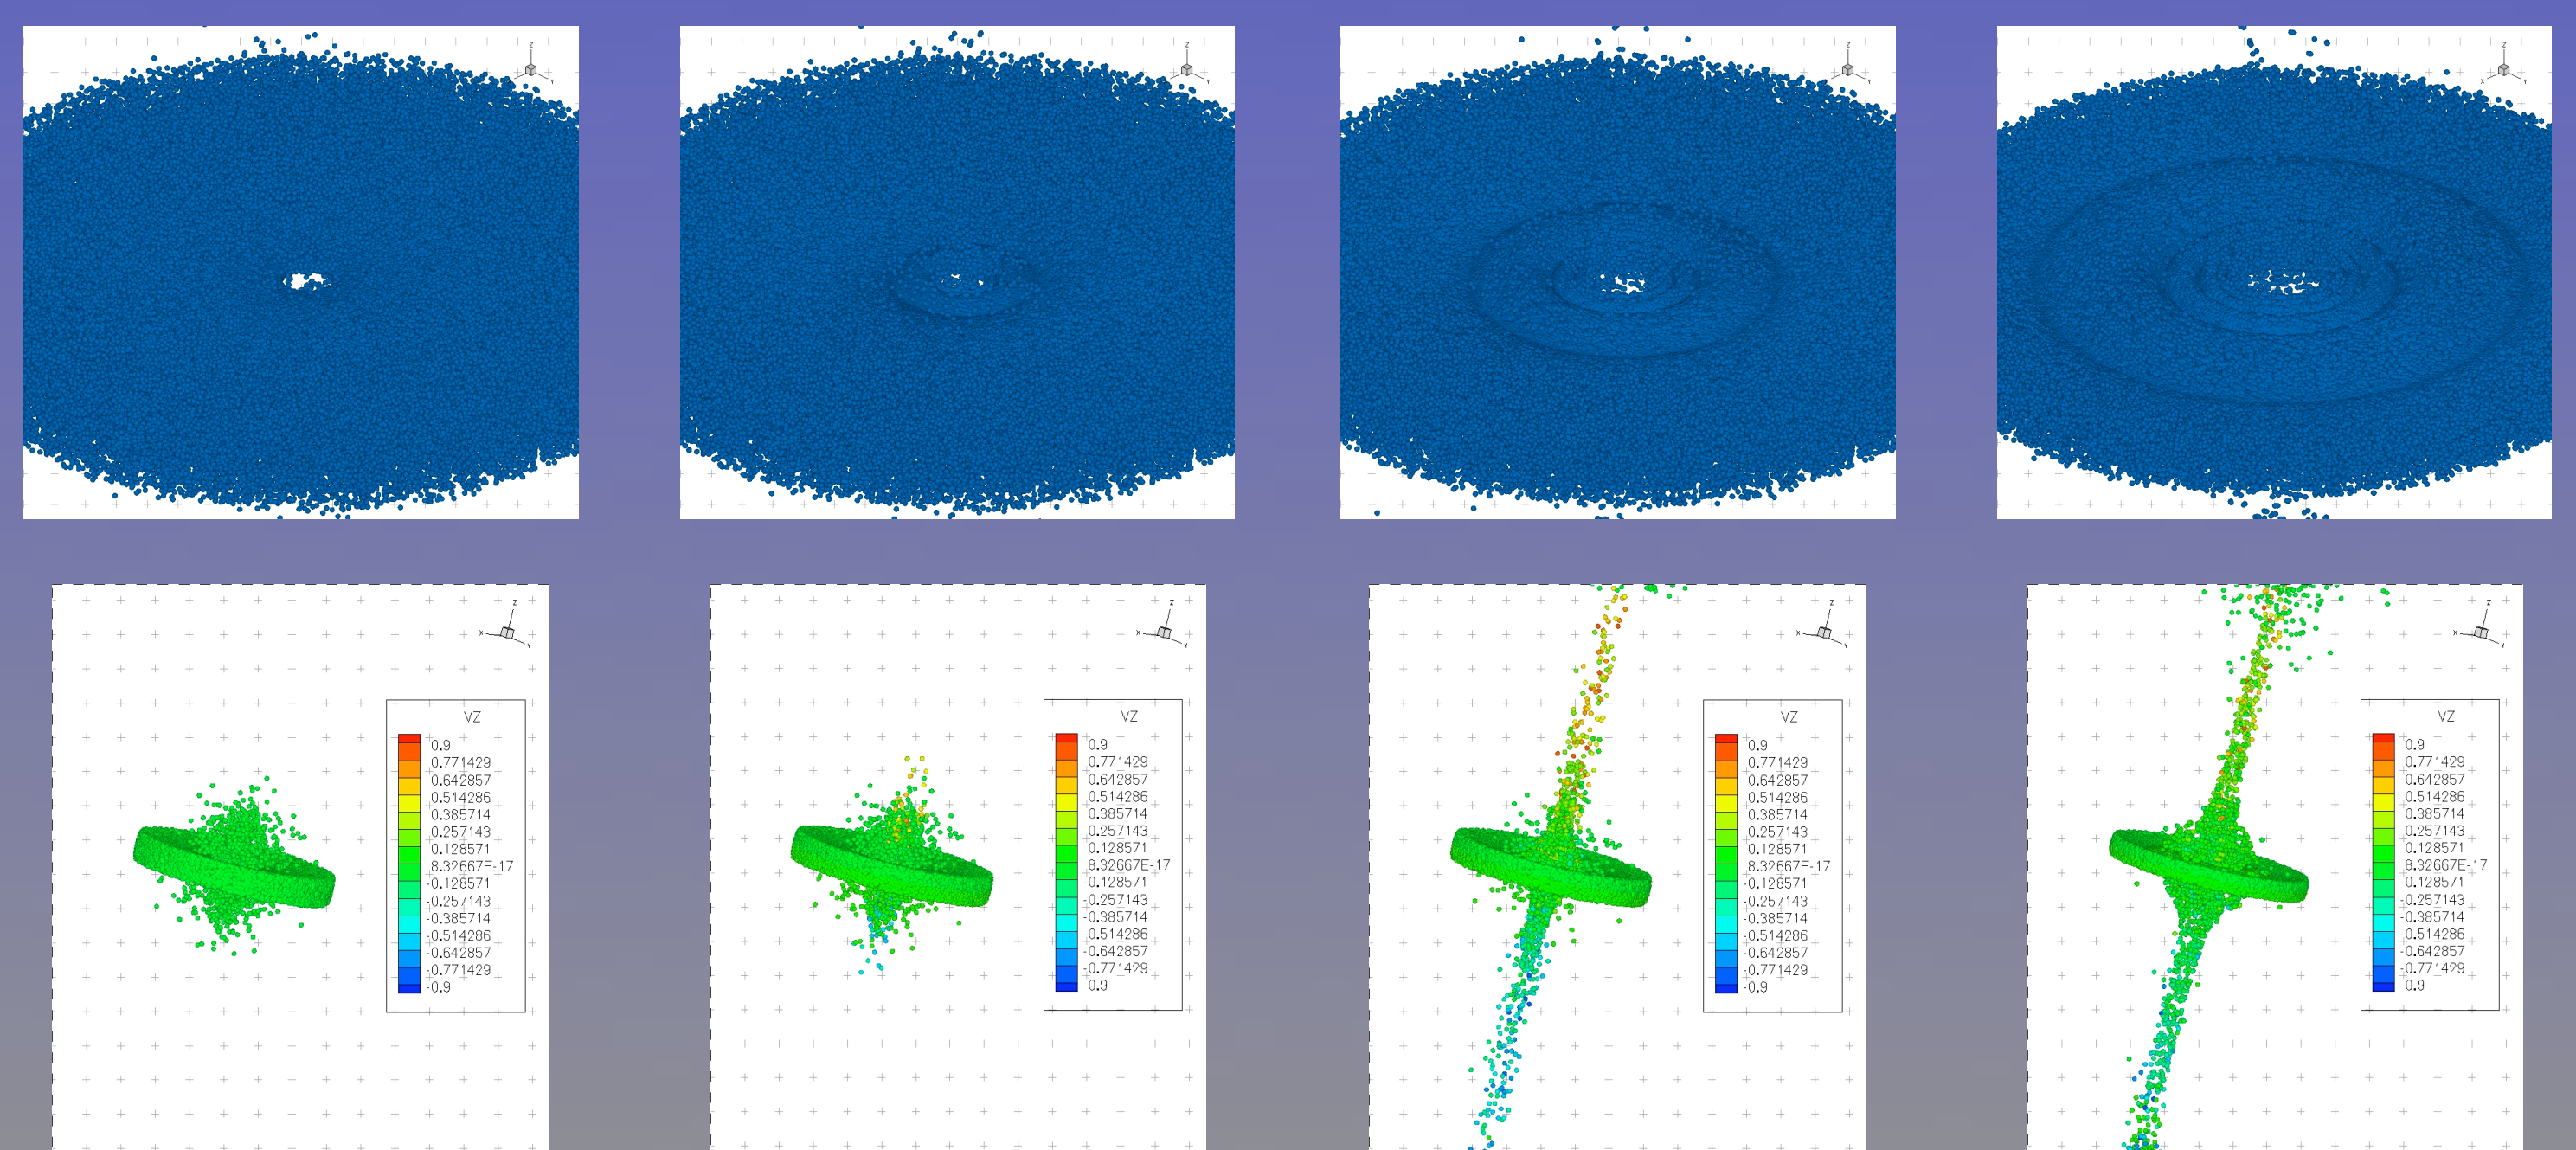 Z
Y
Z
Y
Z
Y
Z
X
Y
Z
X
Y
VZ
0.9
0.771429
0.642857
0.514286
0.385714
0.257143
0.128571
8.32667E-17
-0.128571
-0.257143
-0.385714
-0.514286
-0.642857
-0.771429
-0.9
Z
X
Y
VZ
0.9
0.771429
0.642857
0.514286
0.385714
0.257143
0.128571
8.32667E-17
-0.128571
-0.257143
-0.385714
-0.514286
-0.642857
-0.771429
-0.9
Z
X
Y
VZ
0.9
0.771429
0.642857
0.514286
0.385714
0.257143
0.128571
8.32667E-17
-0.128571
-0.257143
-0.385714
-0.514286
-0.642857
-0.771429
-0.9
Z
X
Y
VZ
0.9
0.771429
0.642857
0.514286
0.385714
0.257143
0.128571
8.32667E-17
-0.128571
-0.257143
-0.385714
-0.514286
-0.642857
-0.771429
-0.9